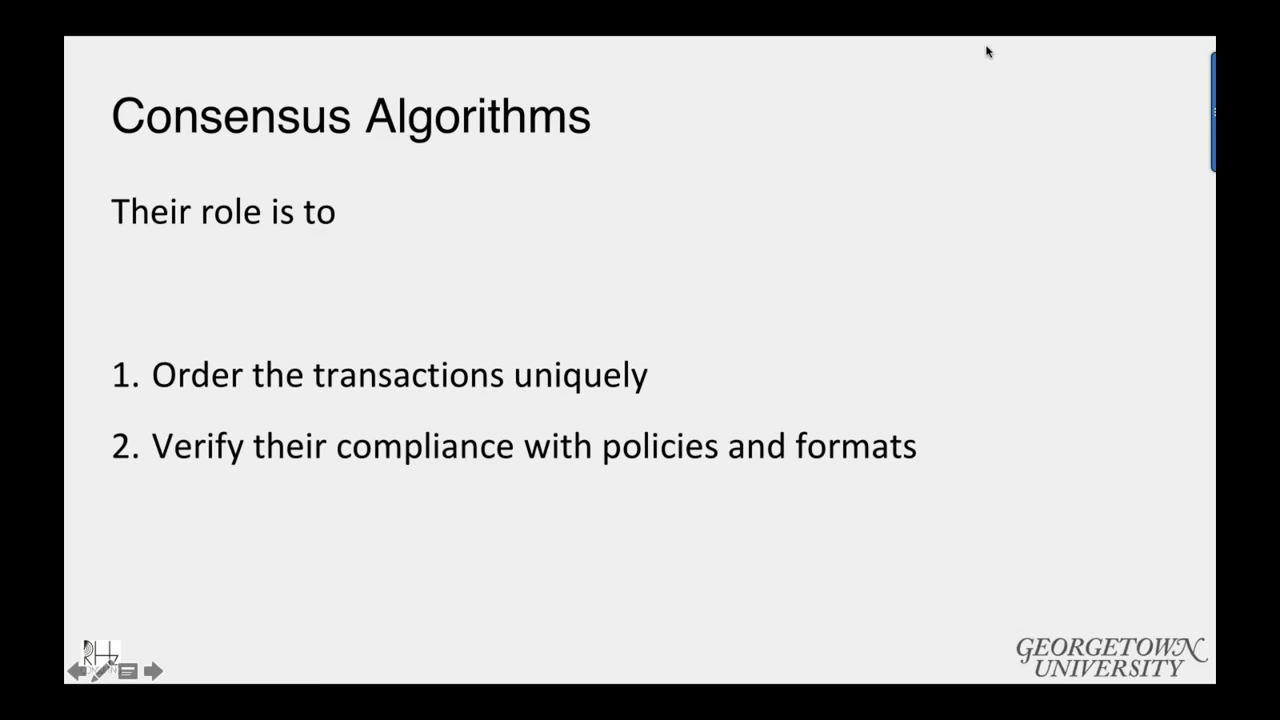 Consensus Algorithms
Their role is to
1. Order the transactions uniquely
2. Verify their compliance with policies and formats
GEORGETOWN
UNIVERSITY